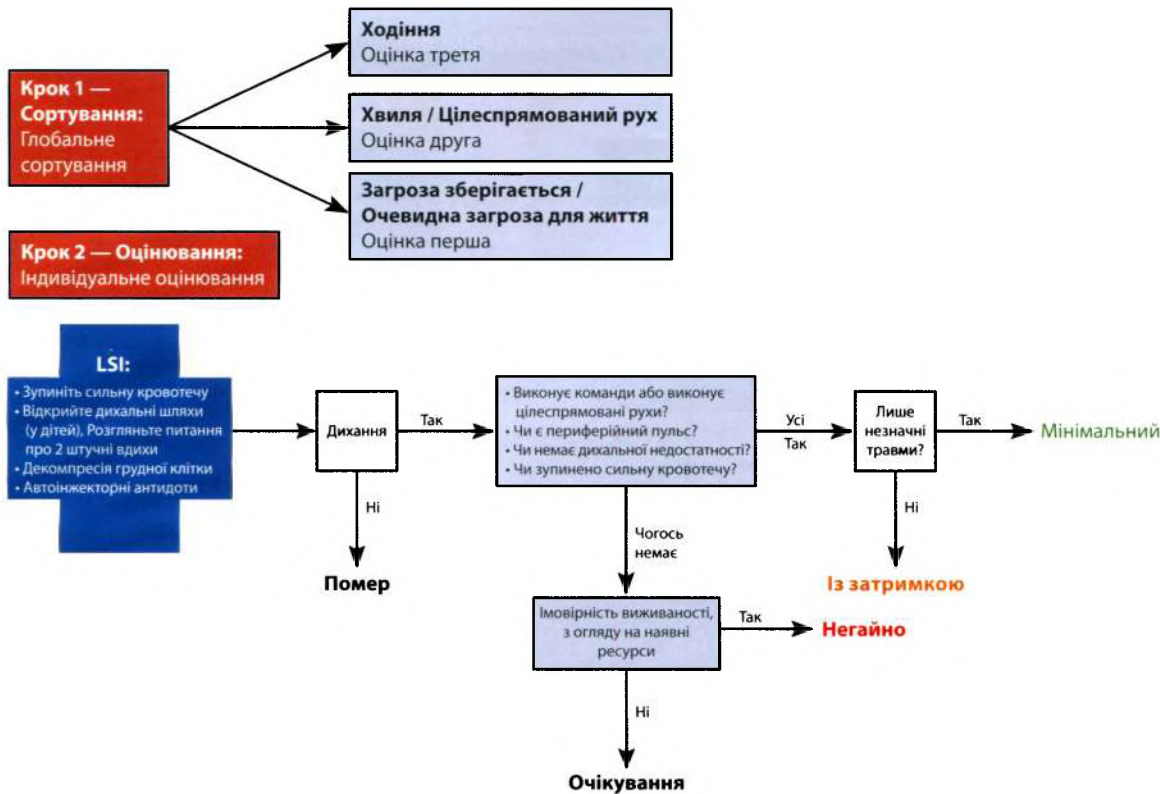 Крок 1 —
Сортування:
Глобальне
сортування
Ходіння
Оцінка третя
Хвиля / Цілеспрямований рух
Оцінка друга
Загроза зберігається /
Очевидна загроза для життя
Оцінка перша
Крок 2 — Оцінювання:
Індивідуальне оцінювання
LSI:
• Зупиніть сильну кровотечу
• Відкрийте дихальні шляхи
(у дітей), Розгляньте питання
про 2 штучні вдихи
• Декомпресія грудної клітки
• Автоінжекторні антидоти
Дихання
Так
• Виконує команди або виконує
цілеспрямовані рухи?
• Чи є периферійний пульс?
• Чи немає дихальної недостатності?
• Чи зупинено сильну кровотечу?
Усі
Так
Лише
незначні
травми?
Так
Мінімальний
Ні
Помер
Чогось
немає
Ні
Із затримкою
Імовірність виживаності,
з огляду на наявні
ресурси
Так
Негайно
Ні
Очікування